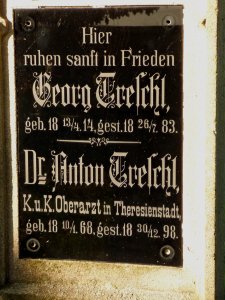 Hier
ruhen sanft in Frieden
Georg Treschl,
geb. 18 13/4. 14, gest. 18 26/7. 83.
Dr. Anton Treschl,
K.u.K. Oberarzt in Theresienstadt,
geb. 18 10/4. 68, gest. 18 30/12. 98.